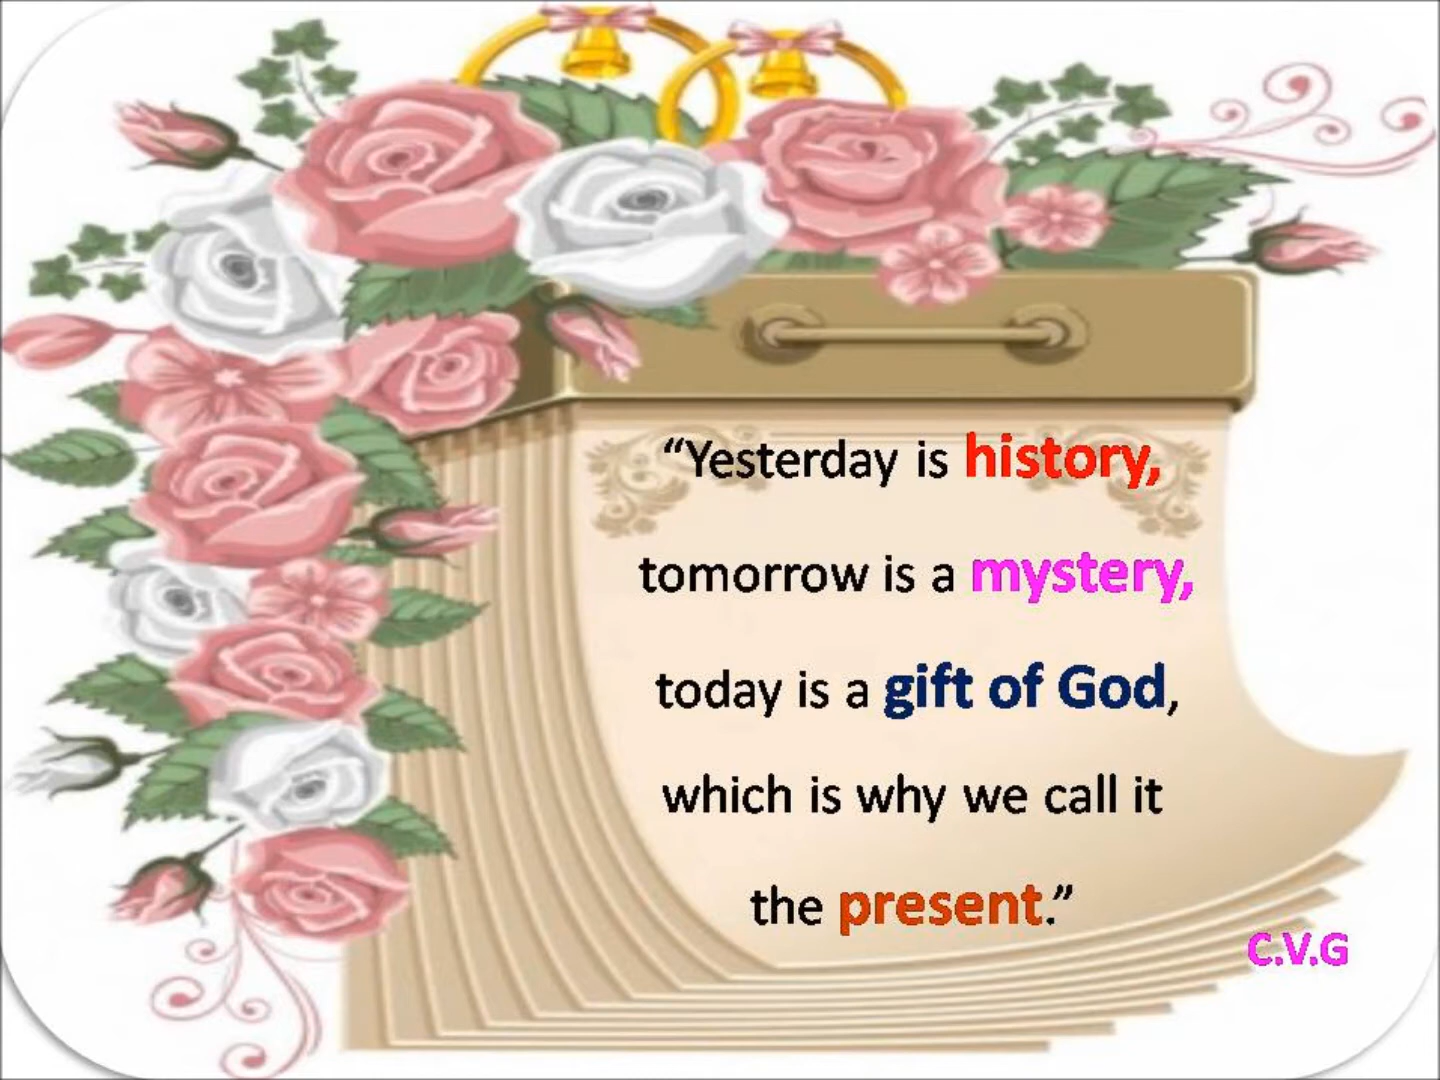 “Yesterday is history,
tomorrow is a mystery,
today is a gift of God,
which is why we call it
the present.”
C.V.G